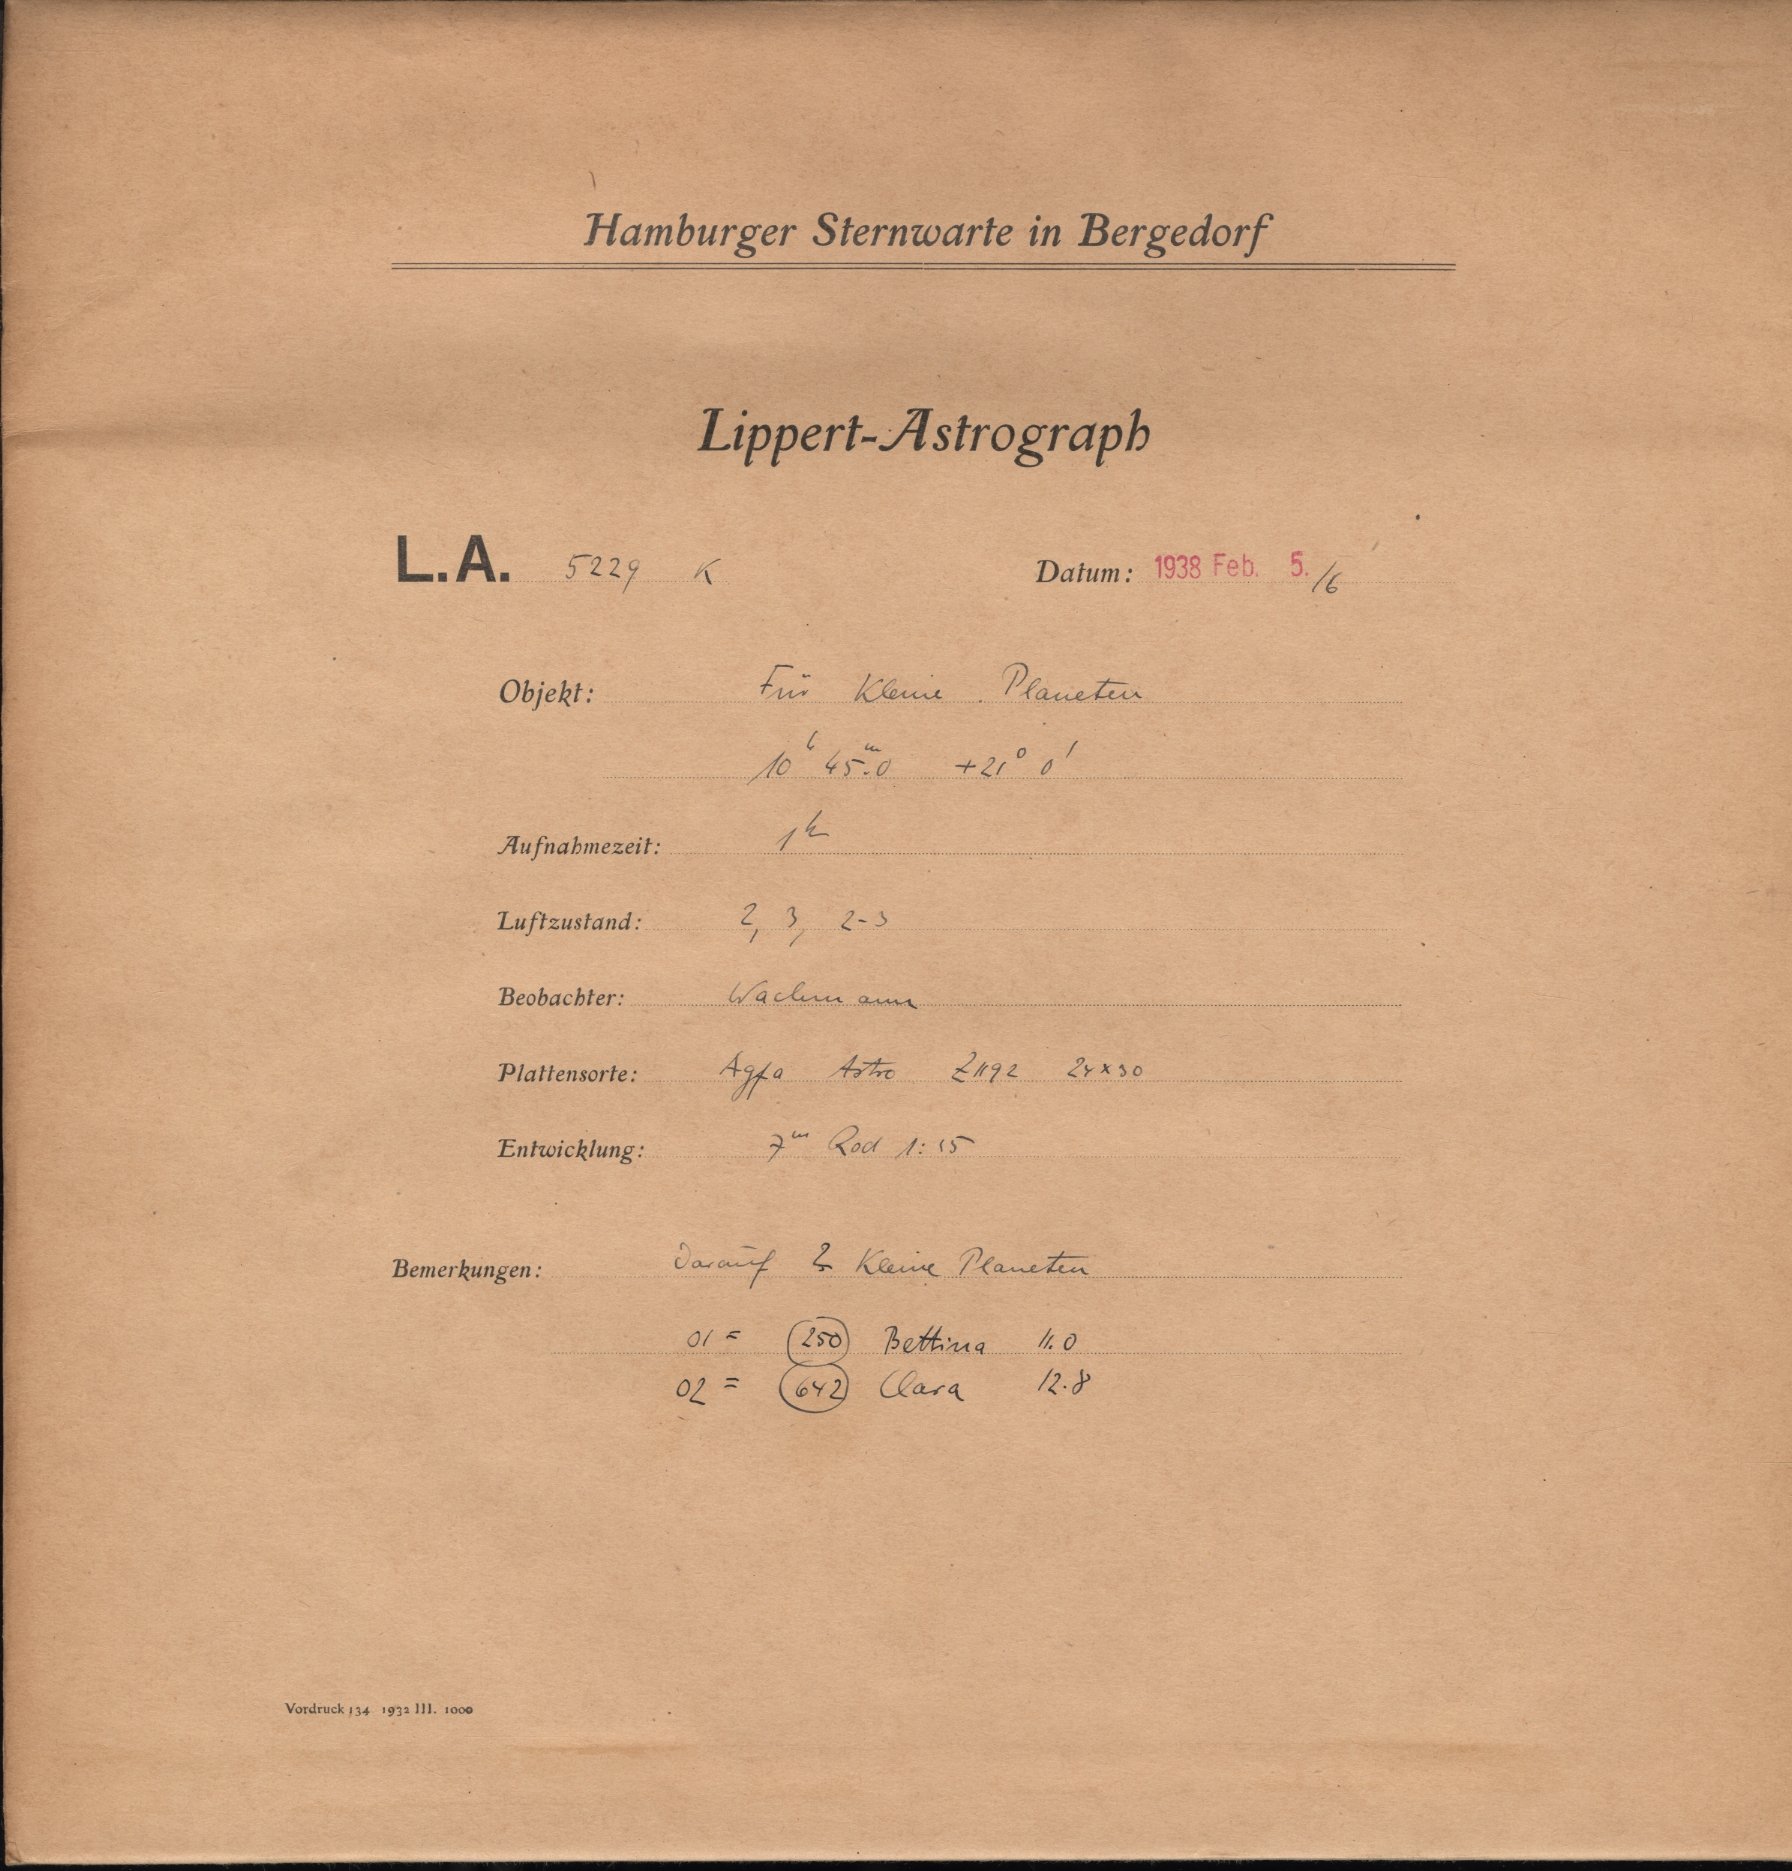 Hamburger Sternwarte in Bergedorf
Lippert-Astrograph
L.A. 5229 K Datum: 1938 Feb. 5./6
Objekt: Für Kleine Planeten
10h 45m.0 +21° 0'
Aufnahmezeit: 1h
Luftzustand: 2, 3, 2-3
Beobachter: Wachmann
Plattensorte: Agfa Astro Z1192 24x30
Entwicklung: 7m Rod 1:15
Bemerkungen: Darauf 2 Kleine Planeten
01 = 250 Bettina 11.0
02 = 642 Clara 12.8
Vordruck 134 1932 III. 1000